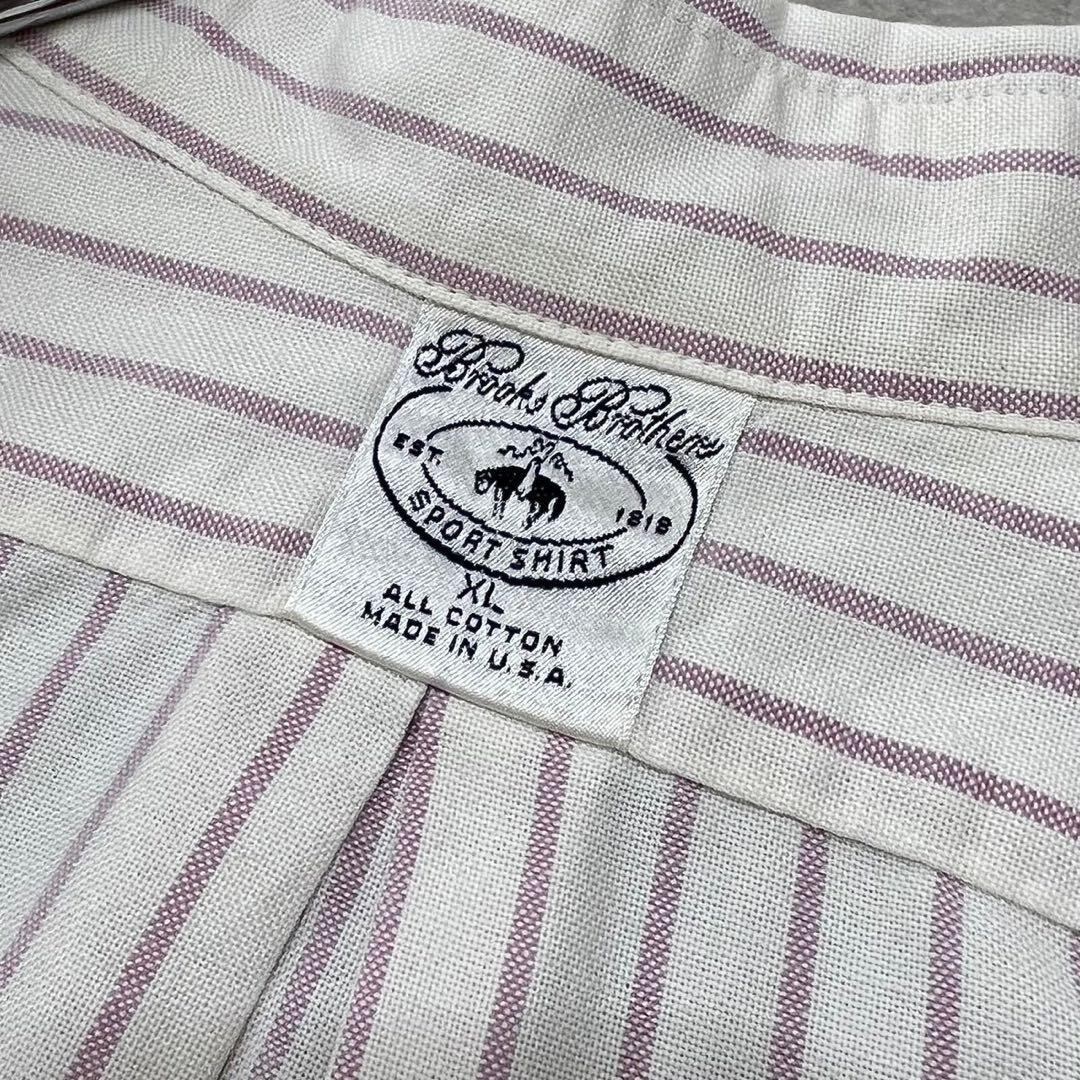 Brooks Brothers
EST. 1818
SPORT SHIRT
XL
ALL COTTON
MADE IN U.S.A.